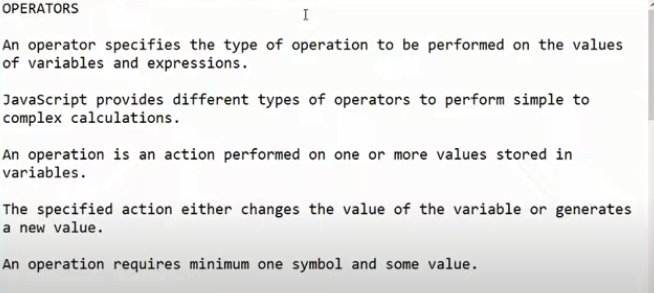 OPERATORS
An operator specifies the type of operation to be performed on the values
of variables and expressions.
JavaScript provides different types of operators to perform simple to
complex calculations.
An operation is an action performed on one or more values stored in
variables.
The specified action either changes the value of the variable or generates
a new value.
An operation requires minimum one symbol and some value.